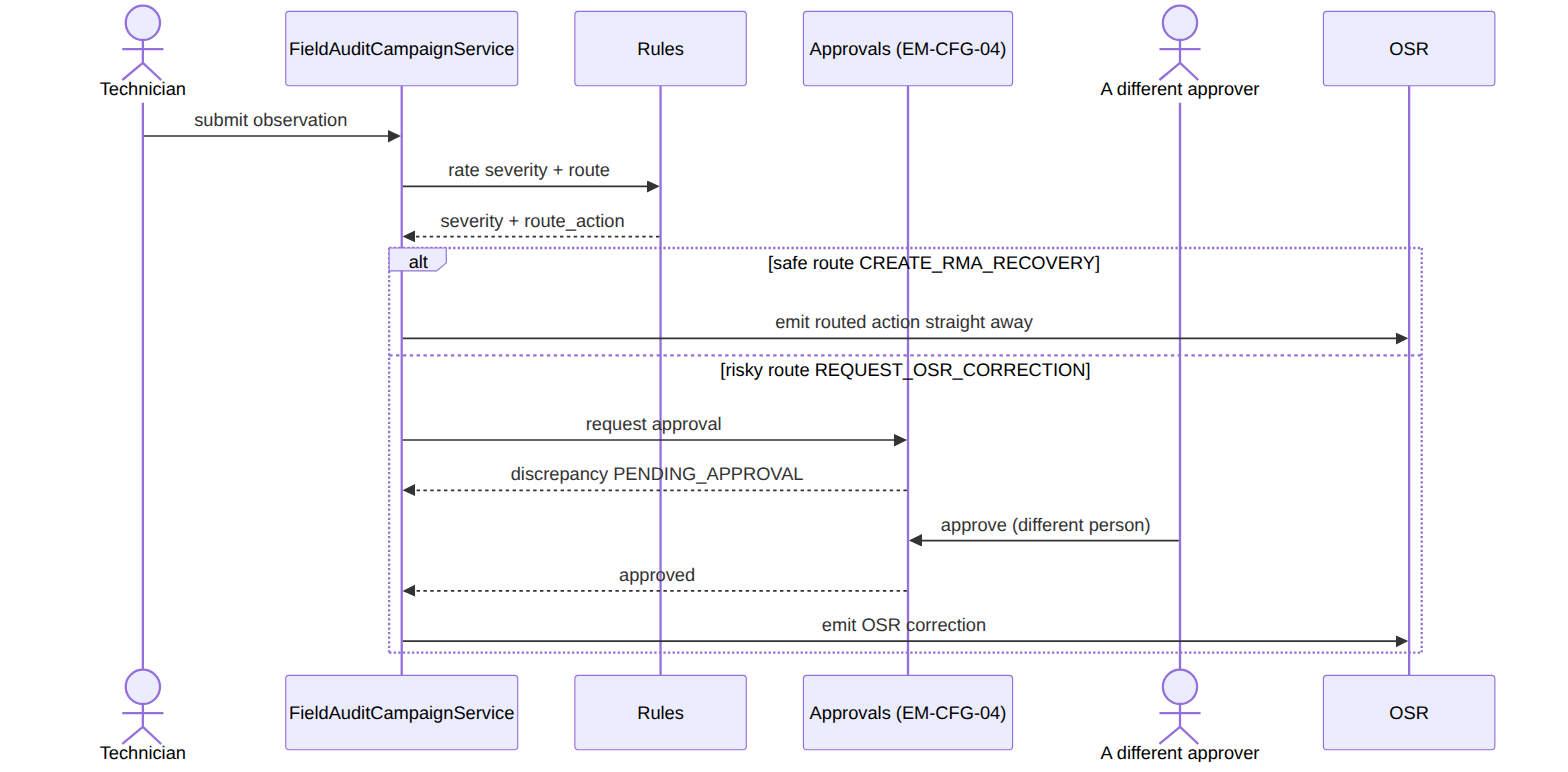 Technician
FieldAuditCampaignService
Rules
Approvals (EM-CFG-04)
A different approver
OSR
submit observation
rate severity + route
severity + route_action
alt
[safe route CREATE_RMA_RECOVERY]
emit routed action straight away
[risky route REQUEST_OSR_CORRECTION]
request approval
discrepancy PENDING_APPROVAL
approve (different person)
approved
emit OSR correction
Technician
FieldAuditCampaignService
Rules
Approvals (EM-CFG-04)
A different approver
OSR